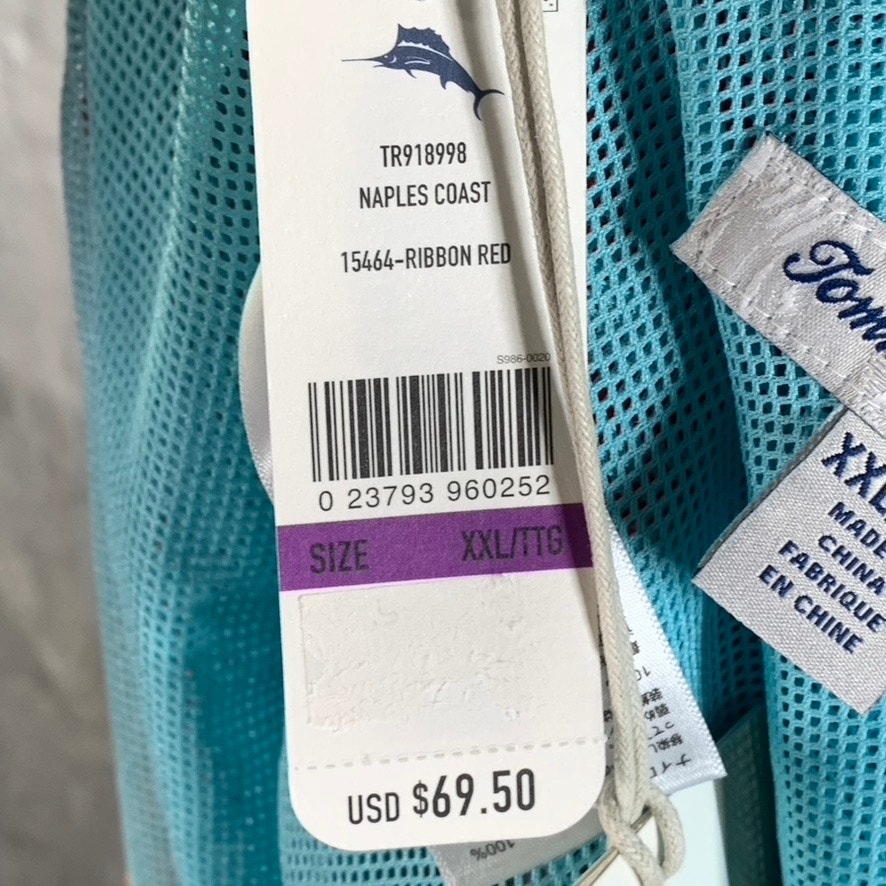 TR918998
NAPLES COAST
15464-RIBBON RED
S986-0020
0 23793 960252
SIZE XXL/TTG
USD $69.50
XXL
MADE
CHINA
FABRIQUE
EN CHINE
100%